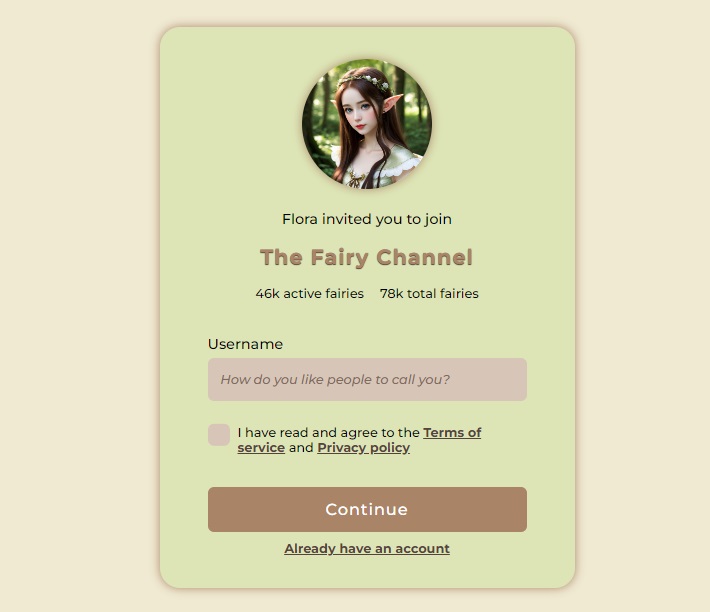 Flora invited you to join
The Fairy Channel
46k active fairies 78k total fairies
Username
How do you like people to call you?
I have read and agree to the Terms of
service and Privacy policy
Continue
Already have an account